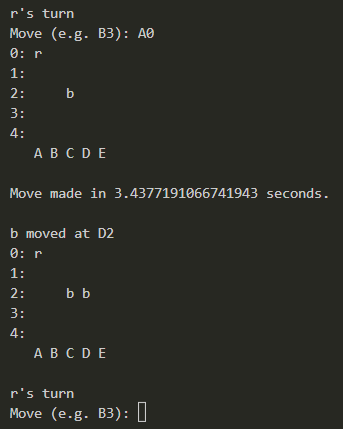 r's turn
Move (e.g. B3): A0
0: r
1:
2:     b
3:
4:
   A B C D E
Move made in 3.4377191066741943 seconds.
b moved at D2
0: r
1:
2:     b b
3:
4:
   A B C D E
r's turn
Move (e.g. B3):